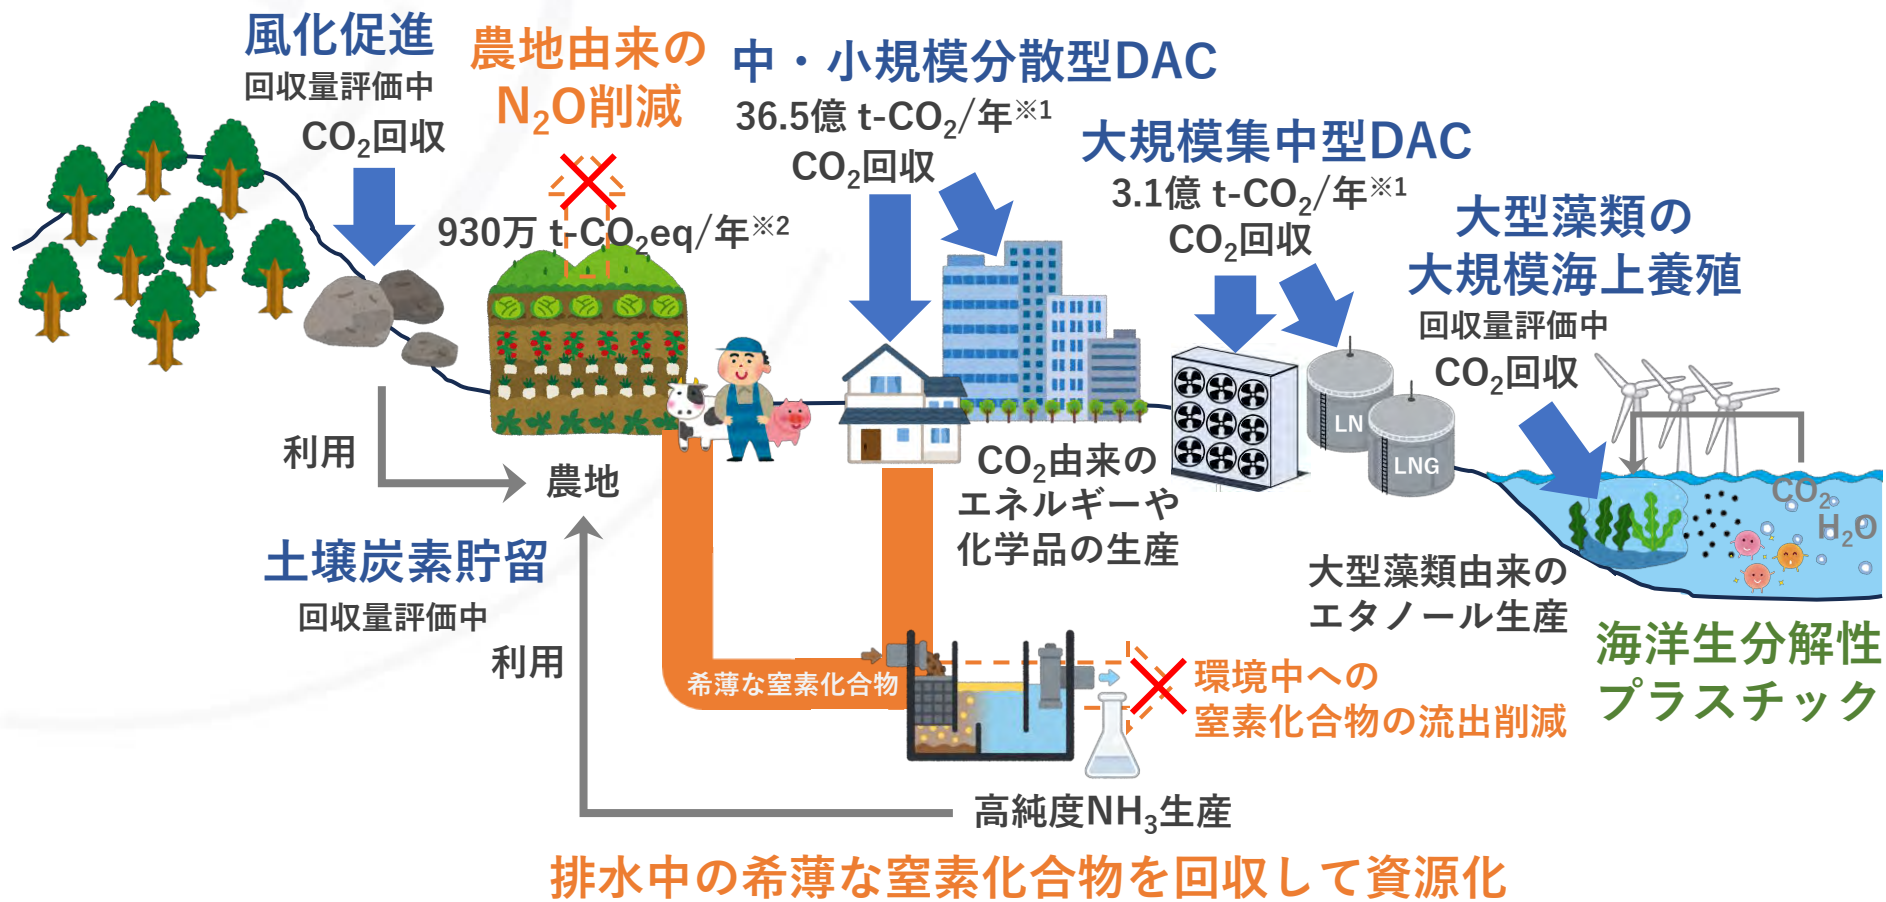 風化促進
回収量評価中
CO₂回収
農地由来の
N₂O削減
930万 t-CO₂eq/年※2
中・小規模分散型DAC
36.5億 t-CO₂/年※1
CO₂回収
大規模集中型DAC
3.1億 t-CO₂/年※1
CO₂回収
大型藻類の
大規模海上養殖
回収量評価中
CO₂回収
LN
LNG
利用
農地
CO₂由来の
エネルギーや
化学品の生産
CO₂
H₂O
土壌炭素貯留
回収量評価中
利用
大型藻類由来の
エタノール生産
海洋生分解性
プラスチック
希薄な窒素化合物
環境中への
窒素化合物の流出削減
高純度NH₃生産
排水中の希薄な窒素化合物を回収して資源化